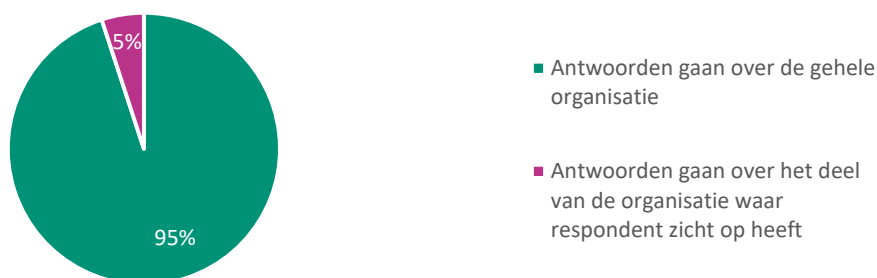 5%
95%
Antwoorden gaan over de gehele
organisatie
Antwoorden gaan over het deel
van de organisatie waar
respondent zicht op heeft